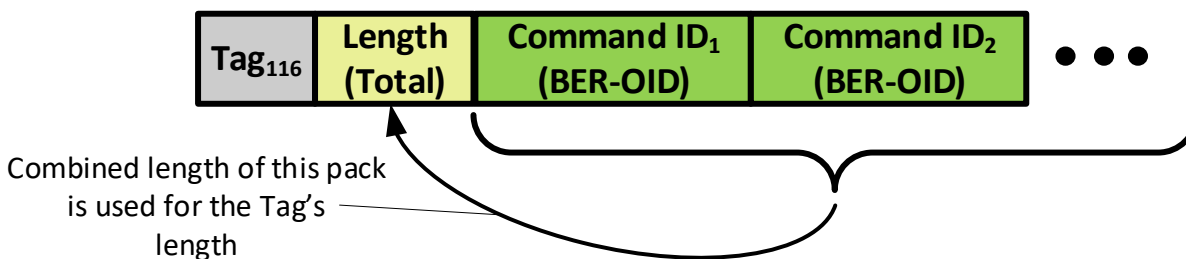 Tag₁₁₆
Length
(Total)
Command ID₁
(BER-OID)
Command ID₂
(BER-OID)
Combined length of this pack
is used for the Tag’s
length